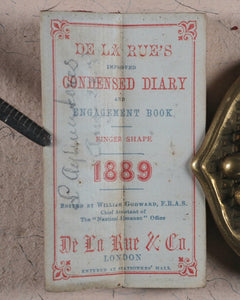 DE LA RUE'S
IMPROVED
CONDENSED DIARY
AND
ENGAGEMENT BOOK.
FINGER SHAPE
1889
EDITED BY WILLIAM GODWARD, F.R.A.S.
Chief Assistant of
The "Nautical Almanac" Office
De La Rue & Co.
LONDON
ENTERED AT STATIONERS' HALL.